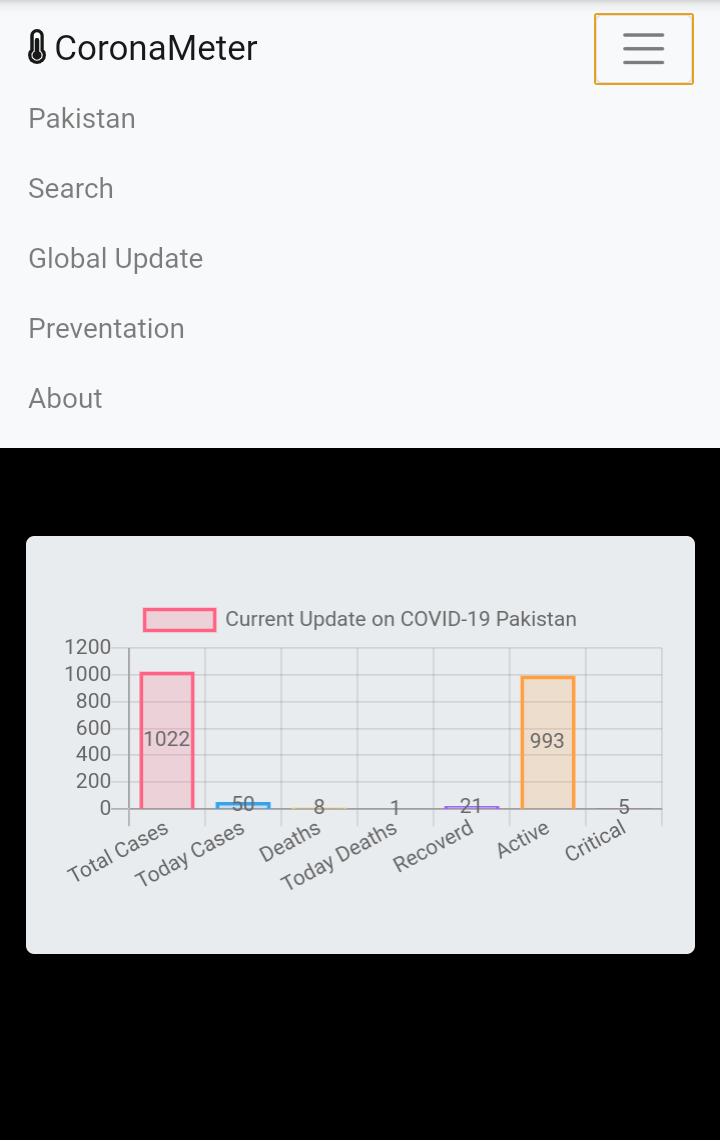 CoronaMeter
Pakistan
Search
Global Update
Preventation
About
Current Update on COVID-19 Pakistan
1200
1000
800
600
400
200
0
1022
50
8
1
21
993
5
Total Cases
Today Cases
Deaths
Today Deaths
Recoverd
Active
Critical